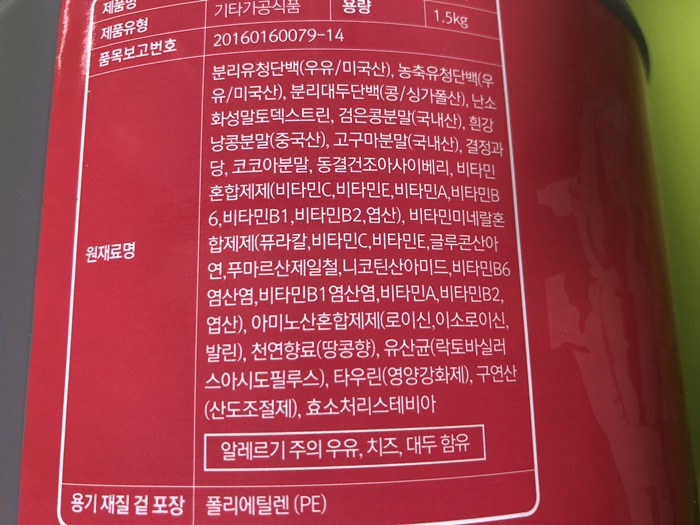 제품명
제품유형 기타가공식품 용량 1.5kg
품목보고번호 20160160079-14
원재료명
분리유청단백(우유/미국산), 농축유청단백(우
유/미국산), 분리대두단백(콩/싱가폴산), 난소
화성말토덱스트린, 검은콩분말(국내산), 흰강
낭콩분말(중국산), 고구마분말(국내산), 결정과
당, 코코아분말, 동결건조아사이베리, 비타민
혼합제제(비타민C,비타민E,비타민A,비타민B
6,비타민B1,비타민B2,엽산), 비타민미네랄혼
합제제(퓨라칼,비타민C,비타민E,글루콘산아
연,푸마르산제일철,니코틴산아미드,비타민B6
염산염,비타민B1염산염,비타민A,비타민B2,
엽산), 아미노산혼합제제(로이신,이소로이신,
발린), 천연향료(땅콩향), 유산균(락토바실러
스아시도필루스), 타우린(영양강화제), 구연산
(산도조절제), 효소처리스테비아
알레르기 주의 우유, 치즈, 대두 함유
용기 재질 겉 포장 폴리에틸렌 (PE)